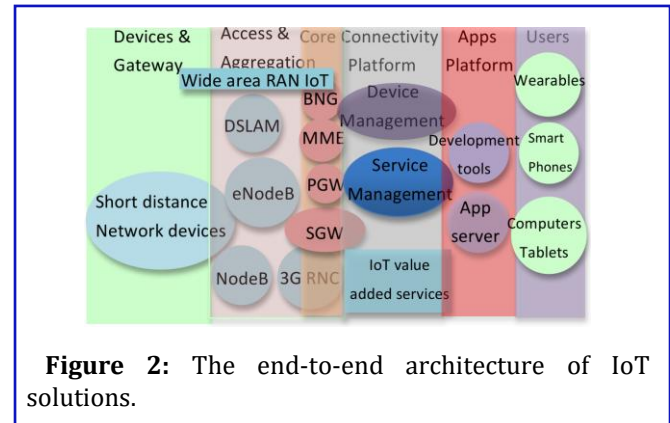 Devices &
Gateway
Access &
Aggregation
Core
Connectivity
Platform
Apps
Platform
Users
Wide area RAN IoT
Short distance
Network devices
DSLAM
eNodeB
NodeB
3G RNC
BNG
MME
PGW
SGW
Device
Management
Service
Management
IoT value
added services
Development
tools
App
server
Wearables
Smart
Phones
Computers
Tablets
Figure 2: The end-to-end architecture of IoT
solutions.